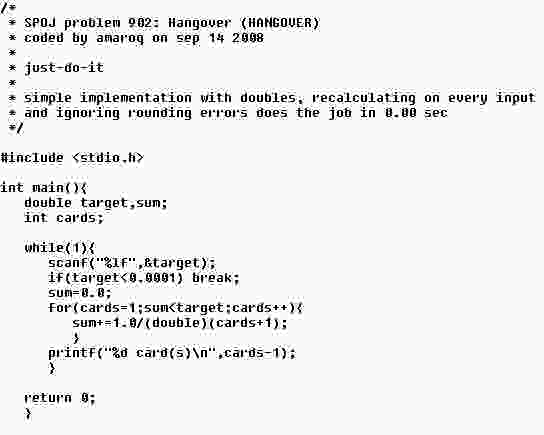 /*
 * SPOJ problem 902: Hangover (HANGOVER)
 * coded by amaroq on sep 14 2008
 *
 * just-do-it
 *
 * simple implementation with doubles, recalculating on every input
 * and ignoring rounding errors does the job in 0.00 sec
 */
#include <stdio.h>
int main(){
   double target,sum;
   int cards;
   while(1){
      scanf("%lf",&target);
      if(target<0.0001) break;
      sum=0.0;
      for(cards=1;sum<target;cards++){
         sum+=1.0/(double)(cards+1);
         }
      printf("%d card(s)\n",cards-1);
      }
   return 0;
   }